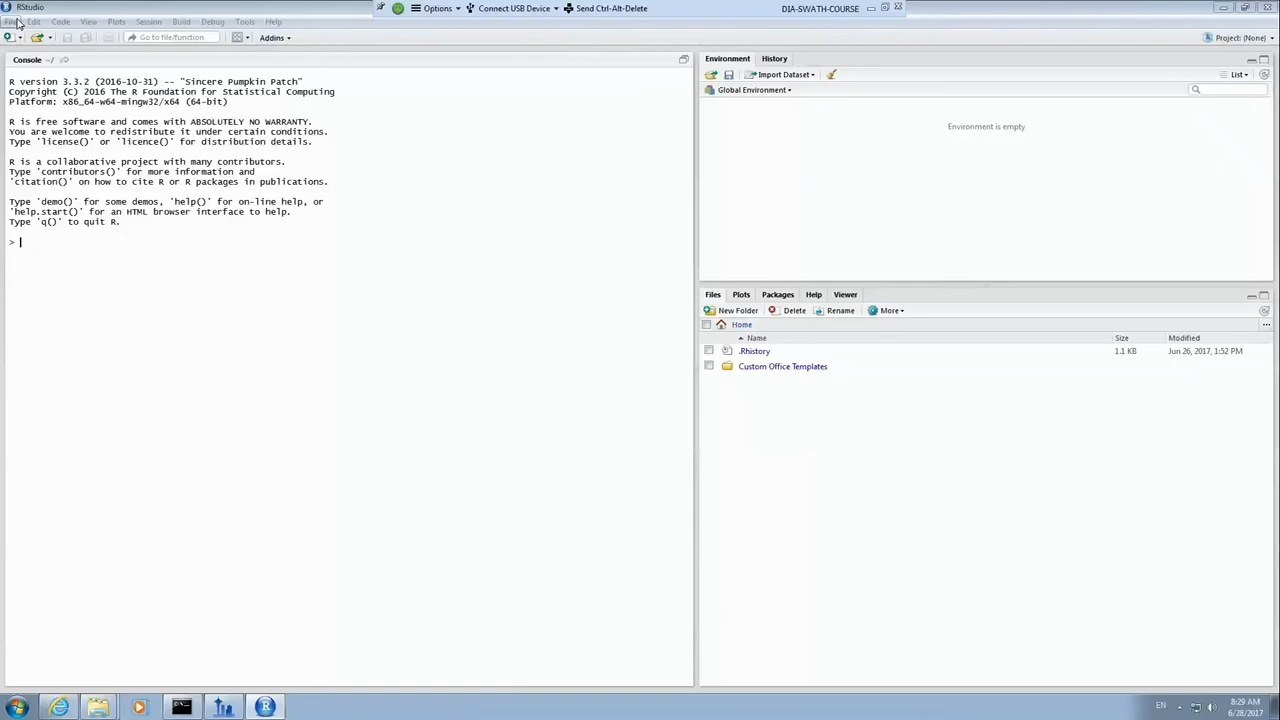 RStudio
Options
Connect USB Device
Send Ctrl-Alt-Delete
DIA-SWATH-COURSE
File Edit Code View Plots Session Build Debug Tools Help
Go to file/function
Addins
Project: (None)
Console ~/
R version 3.3.2 (2016-10-31) -- "Sincere Pumpkin Patch"
Copyright (C) 2016 The R Foundation for Statistical Computing
Platform: x86_64-w64-mingw32/x64 (64-bit)
R is free software and comes with ABSOLUTELY NO WARRANTY.
You are welcome to redistribute it under certain conditions.
Type 'license()' or 'licence()' for distribution details.
R is a collaborative project with many contributors.
Type 'contributors()' for more information and
'citation()' on how to cite R or R packages in publications.
Type 'demo()' for some demos, 'help()' for on-line help, or
'help.start()' for an HTML browser interface to help.
Type 'q()' to quit R.
>
Environment History
Import Dataset
List
Global Environment
Environment is empty
Files Plots Packages Help Viewer
New Folder Delete Rename More
Home
Name Size Modified
.Rhistory 1.1 KB Jun 26, 2017, 1:52 PM
Custom Office Templates
EN
8:29 AM
6/28/2017